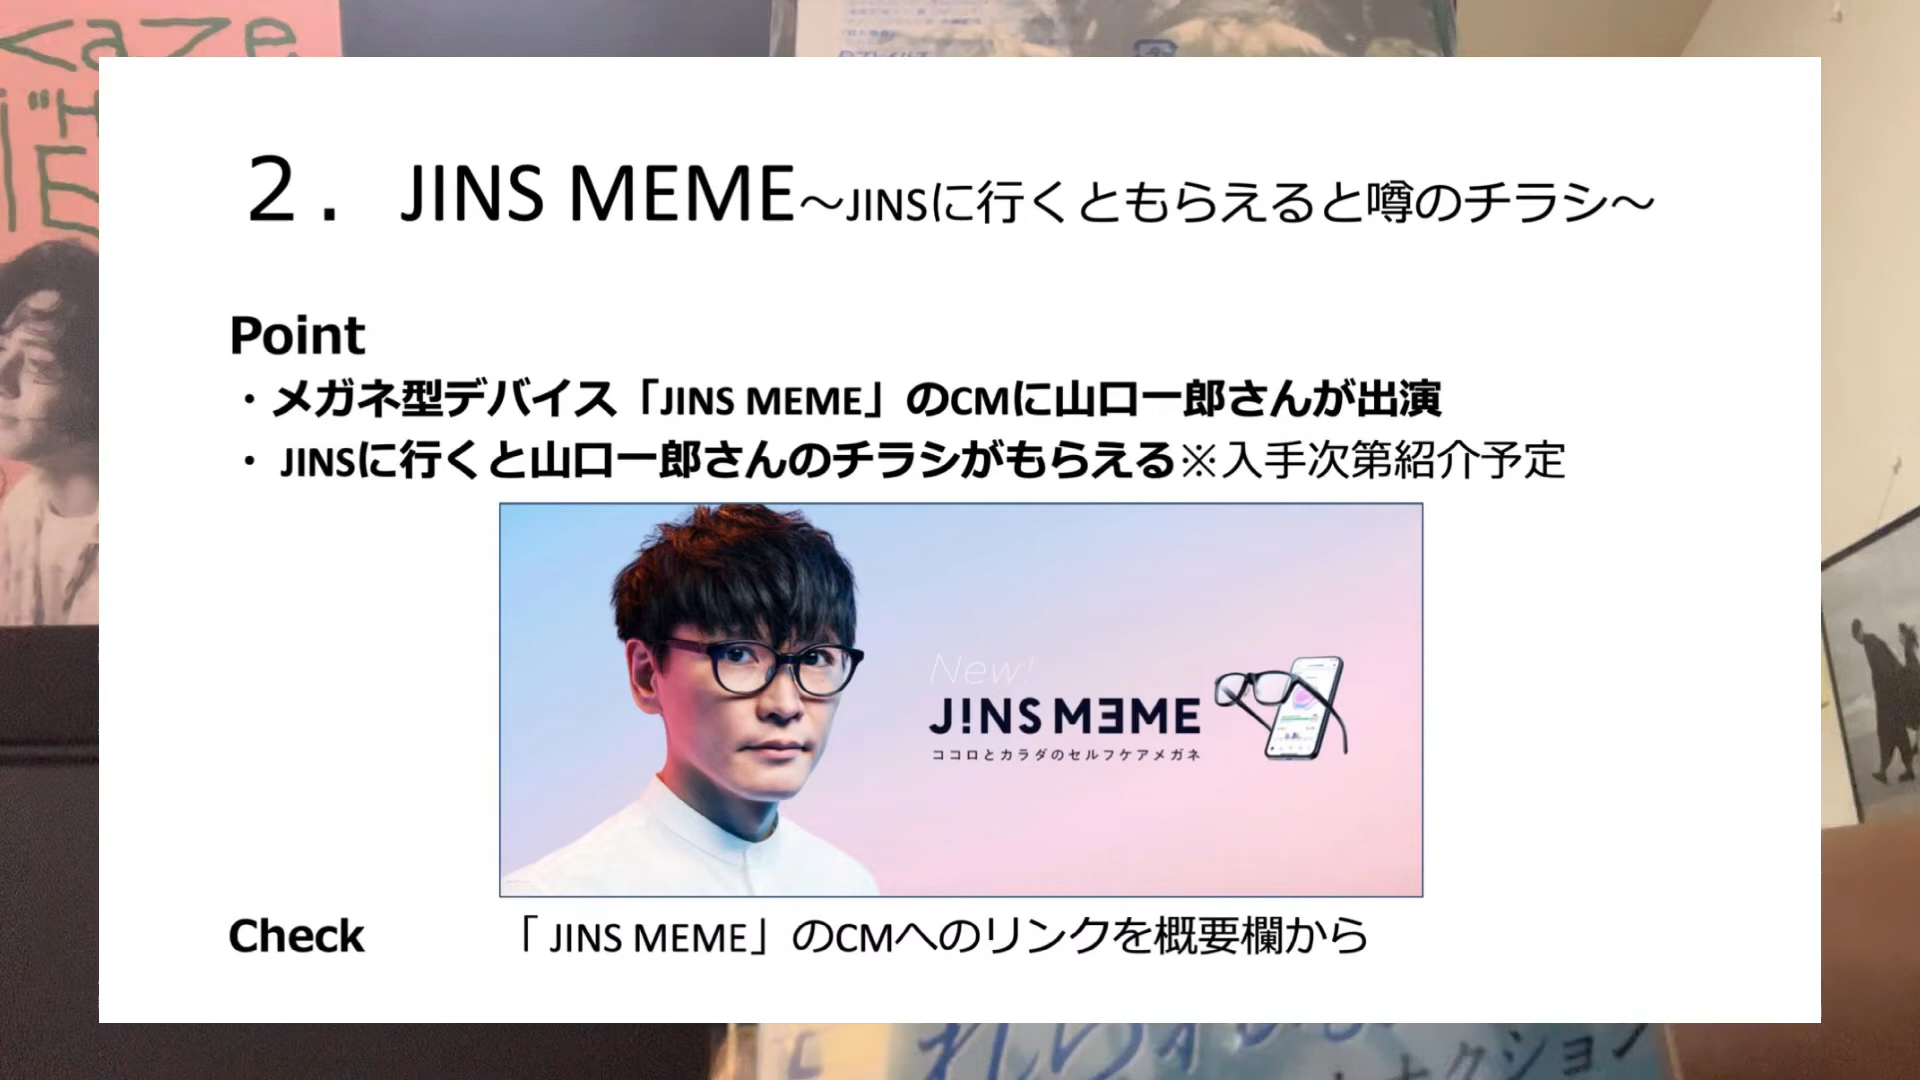 kaze
２．JINS MEME～JINSに行くともらえると噂のチラシ～
Point
・メガネ型デバイス「JINS MEME」のCMに山口一郎さんが出演
・JINSに行くと山口一郎さんのチラシがもらえる※入手次第紹介予定
New!
J!NS MEME
ココロとカラダのセルフケアメガネ
Check 「JINS MEME」のCMへのリンクを概要欄から